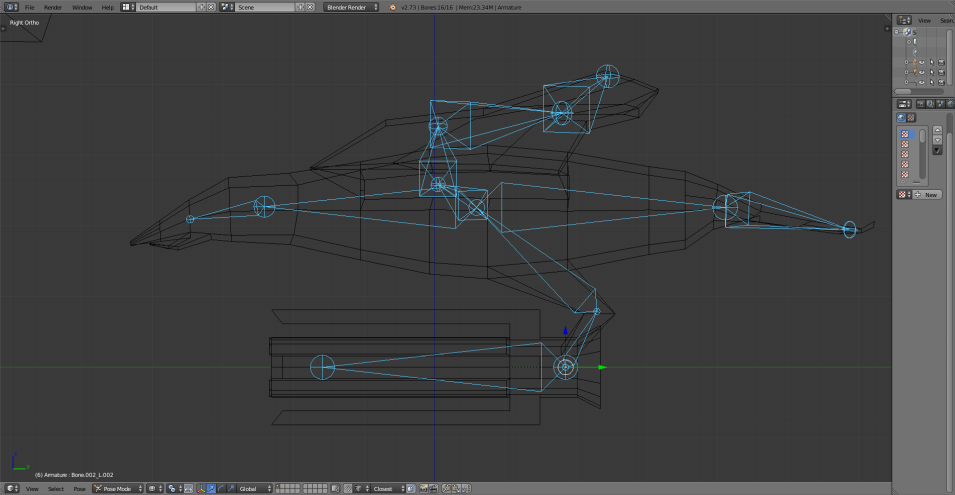 File Render Window Help Default Scene Blender Render v2.73 | Bones:16/16 | Mem:23.34M | Armature
View Sear
Right Ortho
New
(6) Armature : Bone.002_L.002
View Select Pose Pose Mode Global Closest